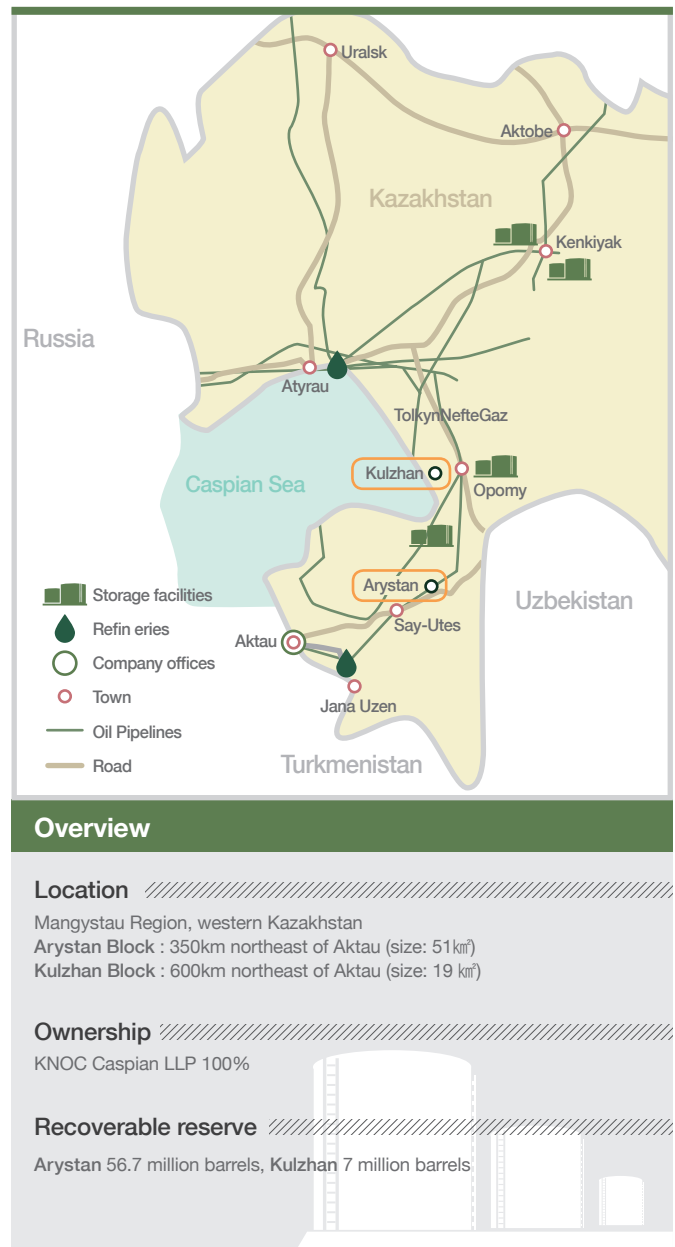 Uralsk
Aktobe
Kazakhstan
Kenkiyak
Russia
Atyrau
TolkynNefteGaz
Kulzhan
Caspian Sea
Opomy
Arystan
Storage facilities
Uzbekistan
Refin eries
Say-Utes
Aktau
Company offices
Town
Jana Uzen
Oil Pipelines
Turkmenistan
Road
Overview
Location
Mangystau Region, western Kazakhstan
Arystan Block : 350km northeast of Aktau (size: 51㎢)
Kulzhan Block : 600km northeast of Aktau (size: 19 ㎢)
Ownership
KNOC Caspian LLP 100%
Recoverable reserve
Arystan 56.7 million barrels, Kulzhan 7 million barrels